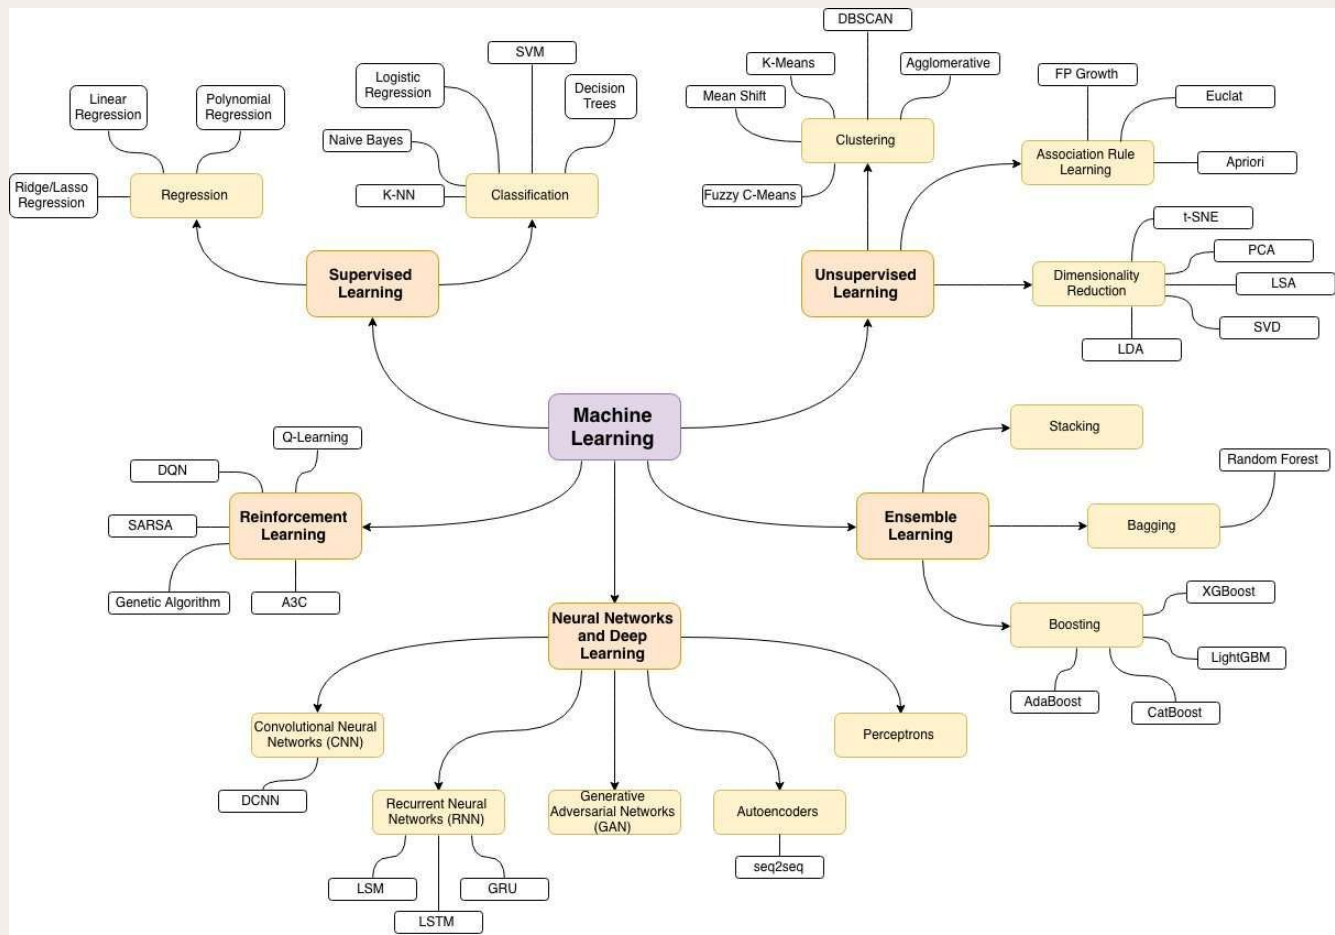 DBSCAN
SVM
K-Means
Agglomerative
Logistic
Regression
FP Growth
Linear
Regression
Polynomial
Regression
Decision
Trees
Mean Shift
Euclat
Naive Bayes
Clustering
Association Rule
Learning
Apriori
Ridge/Lasso
Regression
Regression
K-NN
Classification
Fuzzy C-Means
t-SNE
PCA
Supervised
Learning
Unsupervised
Learning
Dimensionality
Reduction
LSA
SVD
LDA
Machine
Learning
Stacking
Q-Learning
DQN
Random Forest
SARSA
Reinforcement
Learning
Ensemble
Learning
Bagging
Genetic Algorithm
A3C
XGBoost
Neural Networks
and Deep
Learning
Boosting
LightGBM
AdaBoost
CatBoost
Convolutional Neural
Networks (CNN)
Perceptrons
DCNN
Recurrent Neural
Networks (RNN)
Generative
Adversarial Networks
(GAN)
Autoencoders
seq2seq
LSM
GRU
LSTM